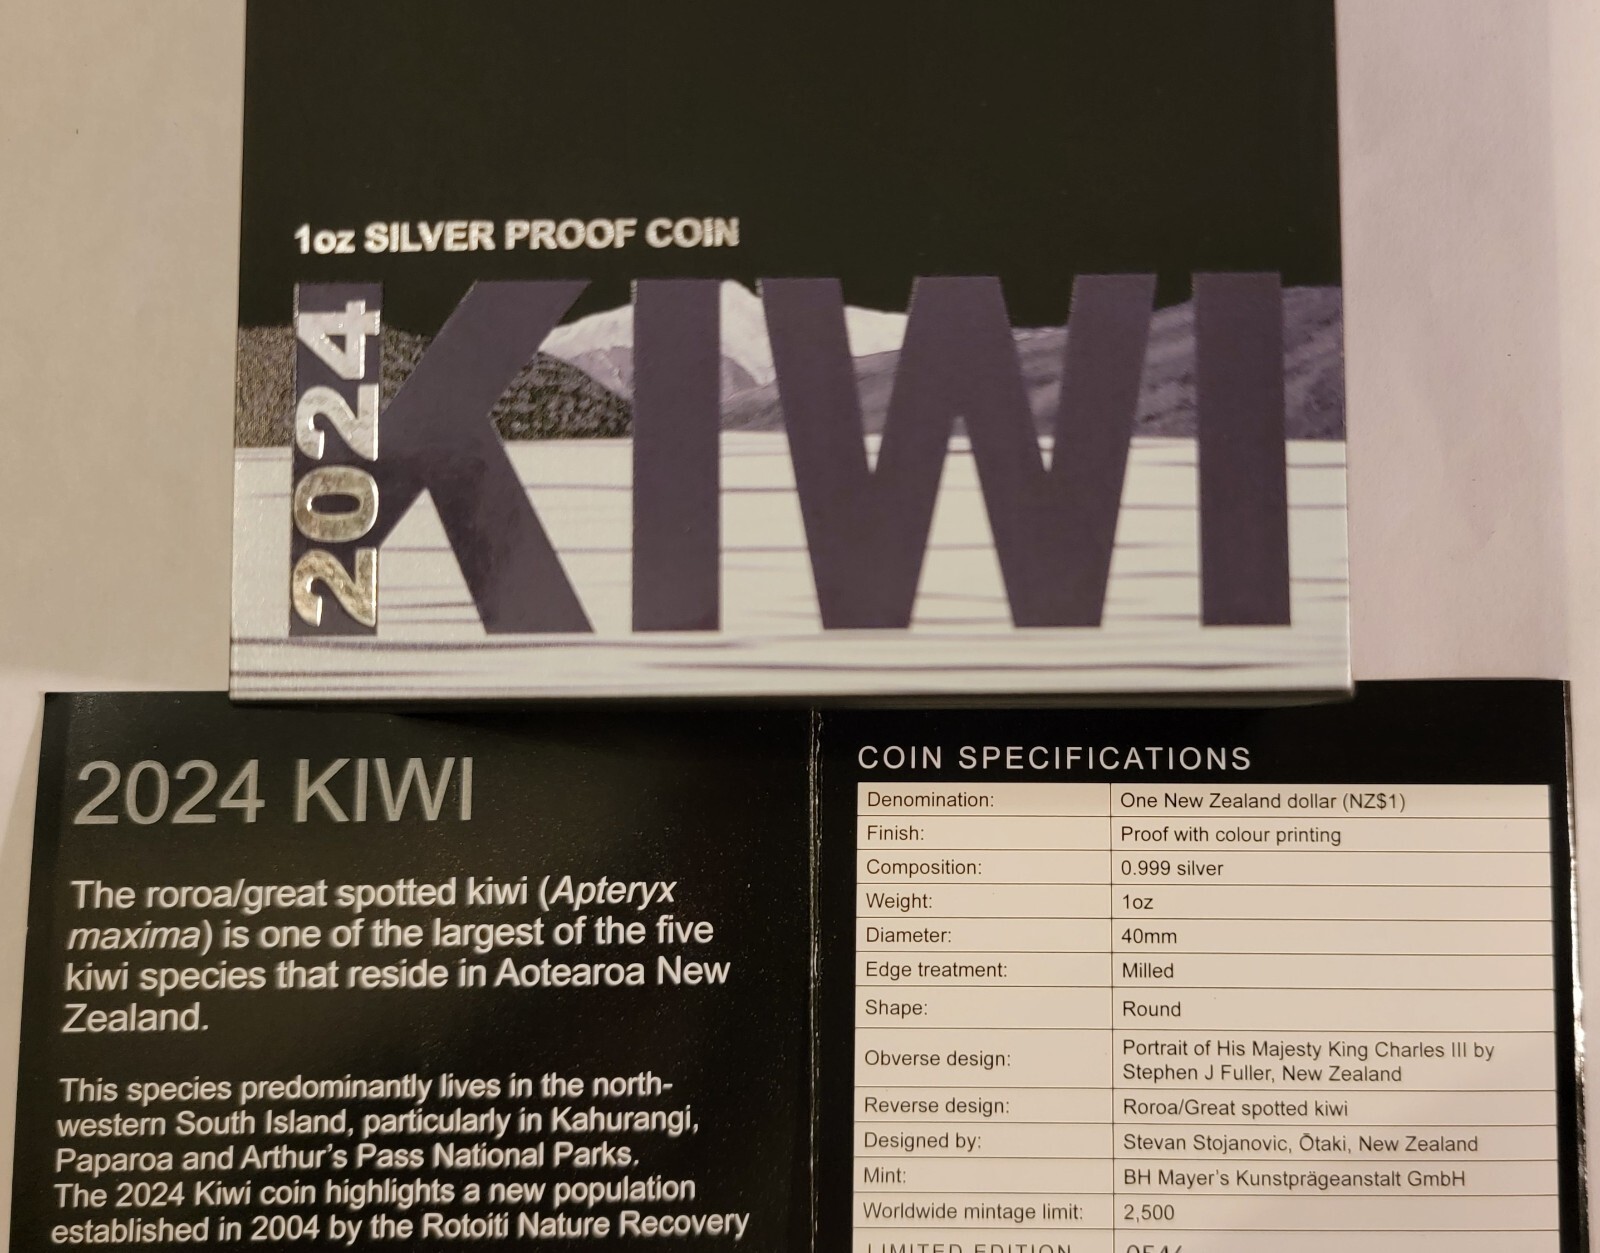 1oz SILVER PROOF COIN
2024
KIWI
2024 KIWI
The roroa/great spotted kiwi (Apteryx
maxima) is one of the largest of the five
kiwi species that reside in Aotearoa New
Zealand.
This species predominantly lives in the north-
western South Island, particularly in Kahurangi,
Paparoa and Arthur's Pass National Parks.
The 2024 Kiwi coin highlights a new population
established in 2004 by the Rotoiti Nature Recovery
COIN SPECIFICATIONS
Denomination: One New Zealand dollar (NZ$1)
Finish: Proof with colour printing
Composition: 0.999 silver
Weight: 1oz
Diameter: 40mm
Edge treatment: Milled
Shape: Round
Obverse design: Portrait of His Majesty King Charles III by
Stephen J Fuller, New Zealand
Reverse design: Roroa/Great spotted kiwi
Designed by: Stevan Stojanovic, Ōtaki, New Zealand
Mint: BH Mayer's Kunstprägeanstalt GmbH
Worldwide mintage limit: 2,500
LIMITED EDITION